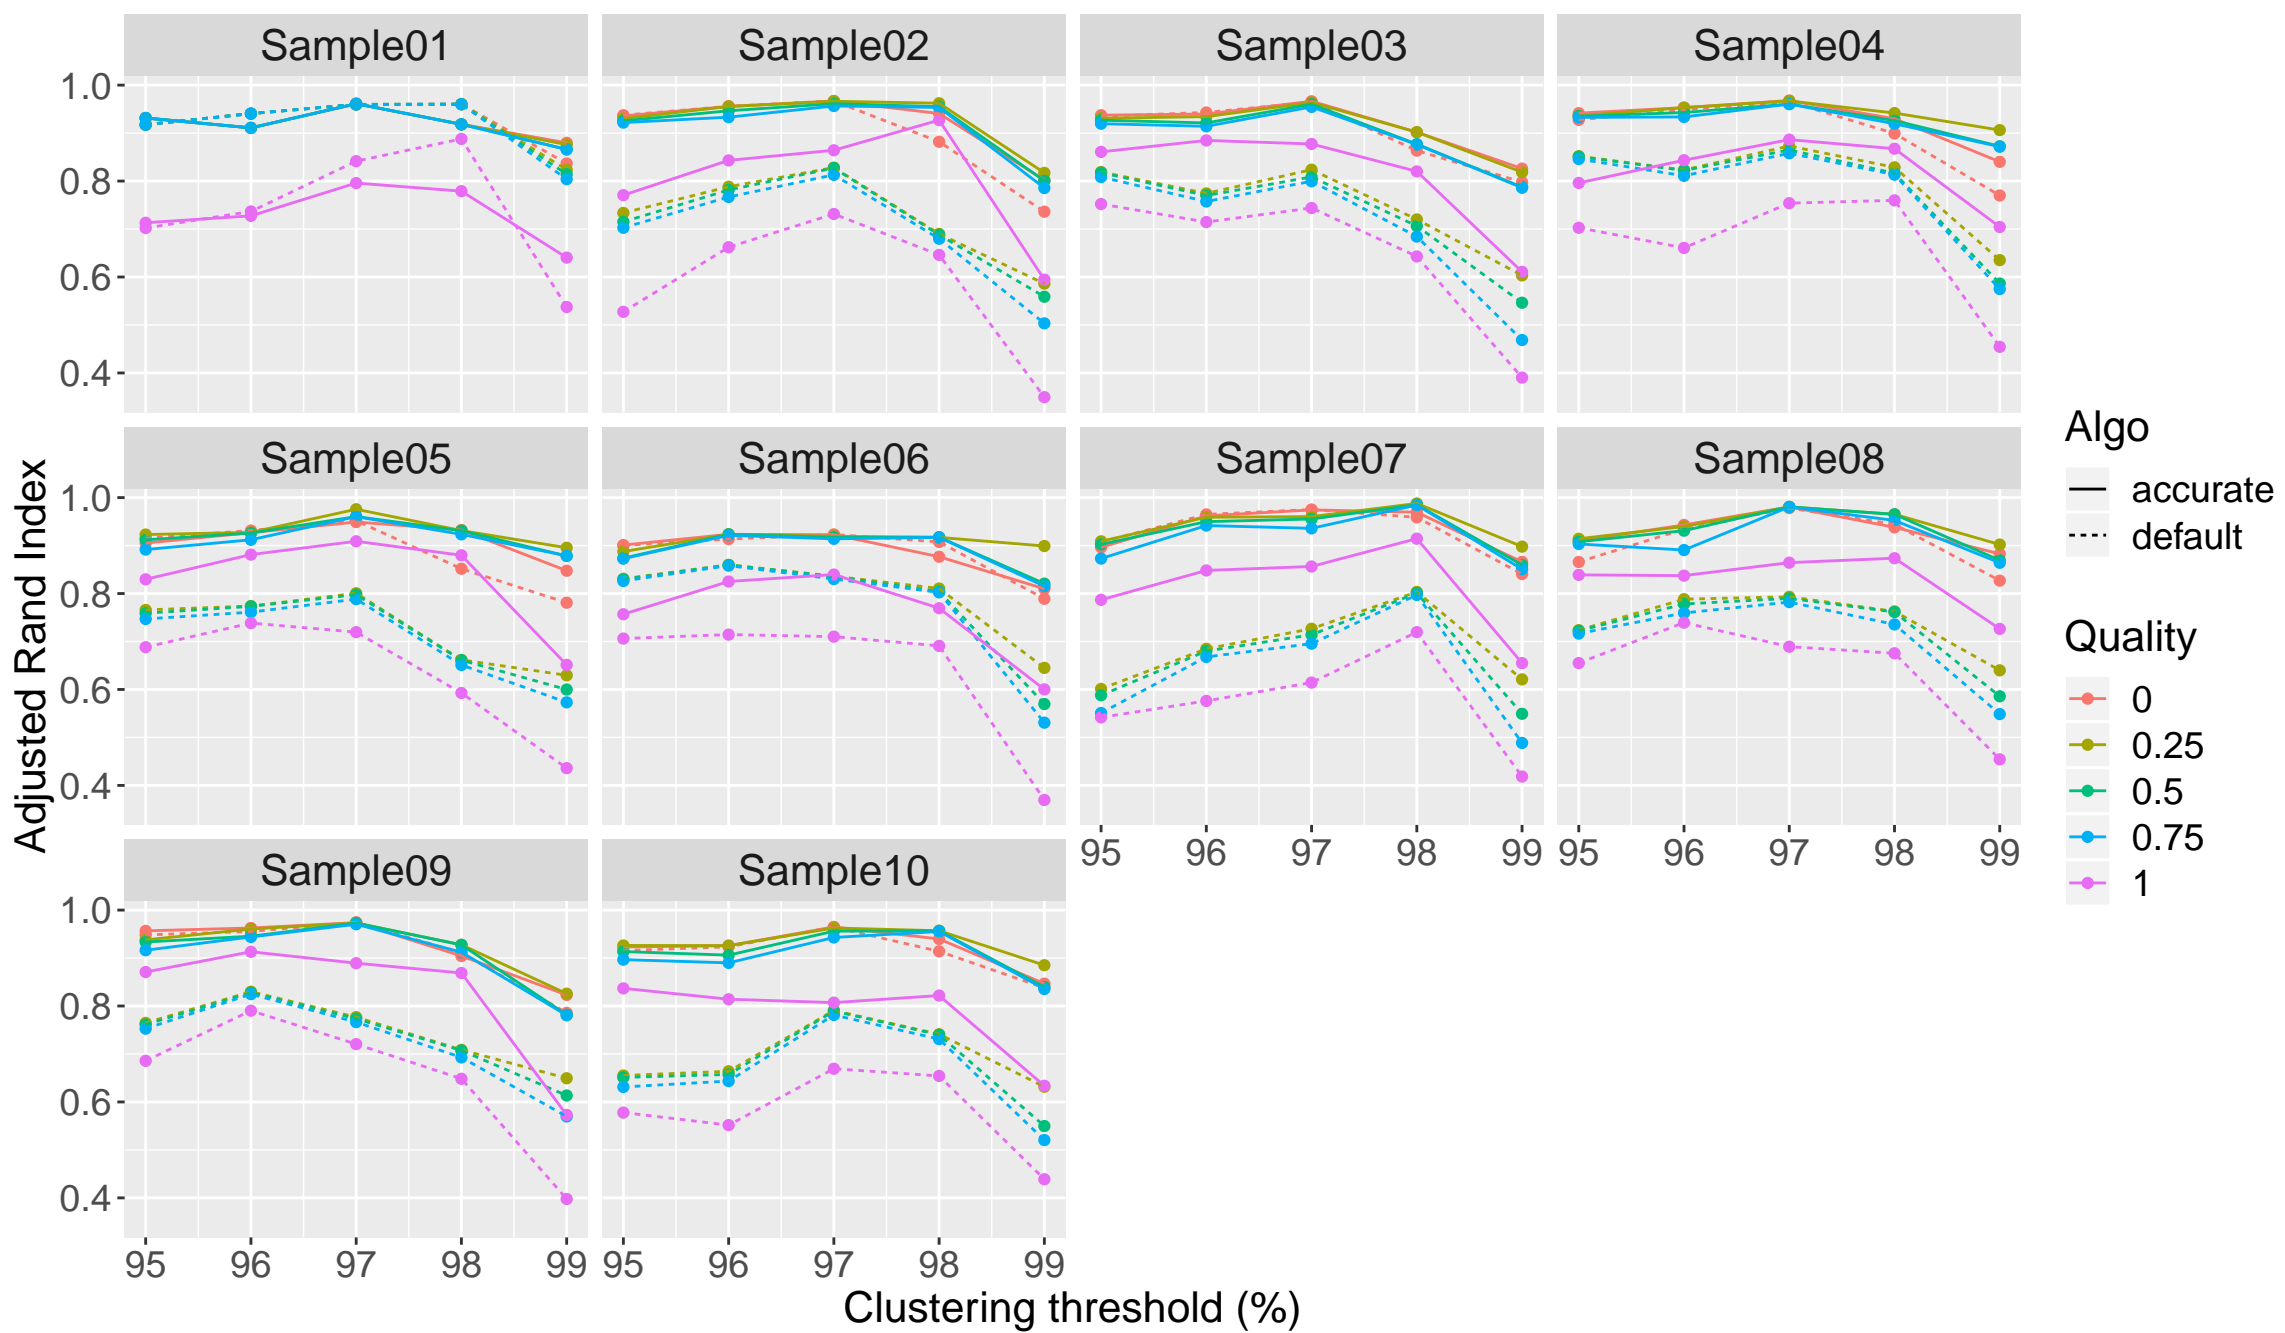 Sample01 Sample02 Sample03 Sample04
1.0
0.8
0.6
0.4
Sample05 Sample06 Sample07 Sample08
1.0
0.8
0.6
0.4
95 96 97 98 99 95 96 97 98 99
Sample09 Sample10
1.0
0.8
0.6
0.4
95 96 97 98 99 95 96 97 98 99
Clustering threshold (%)
Adjusted Rand Index
Algo
accurate
default
Quality
0
0.25
0.5
0.75
1